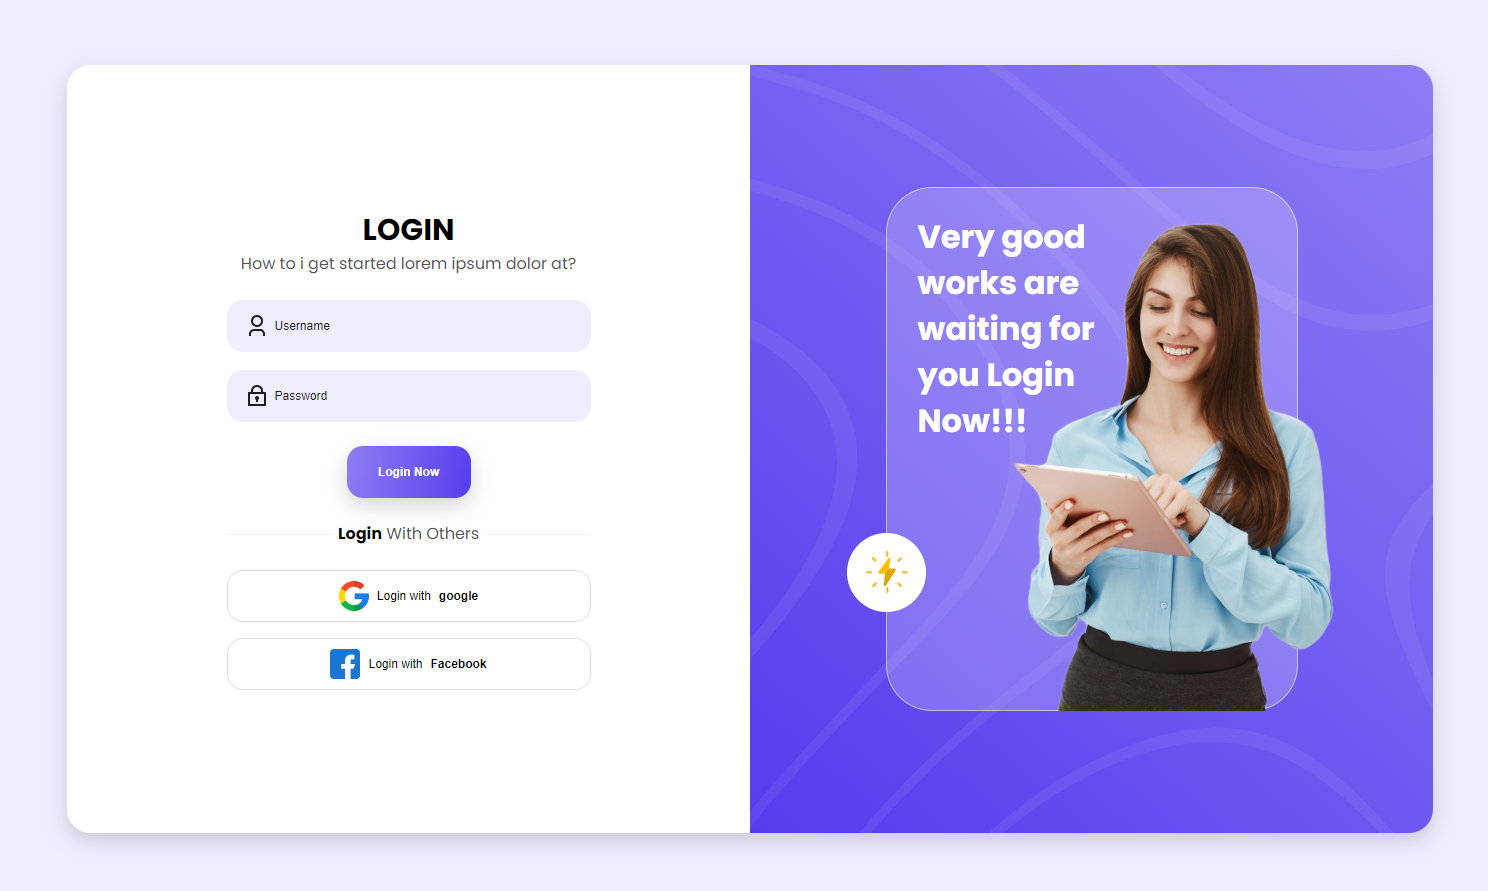 LOGIN
How to i get started lorem ipsum dolor at?
Username
Password
Login Now
Login With Others
Login with google
Login with Facebook
Very good
works are
waiting for
you Login
Now!!!